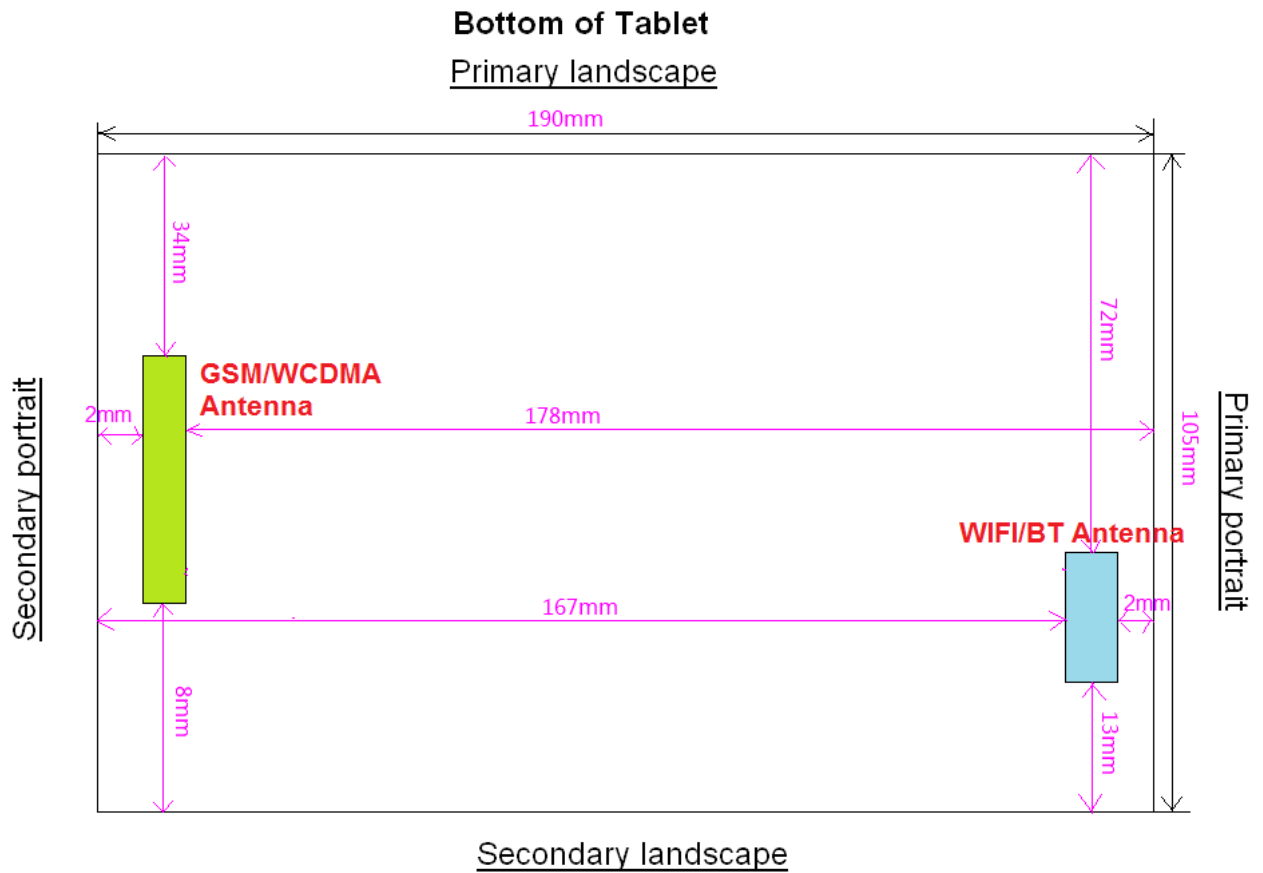 Bottom of Tablet
Primary landscape
190mm
34mm
72mm
GSM/WCDMA
Antenna
2mm
178mm
105mm
Secondary portrait
Primary portrait
WIFI/BT Antenna
167mm
2mm
8mm
13mm
Secondary landscape